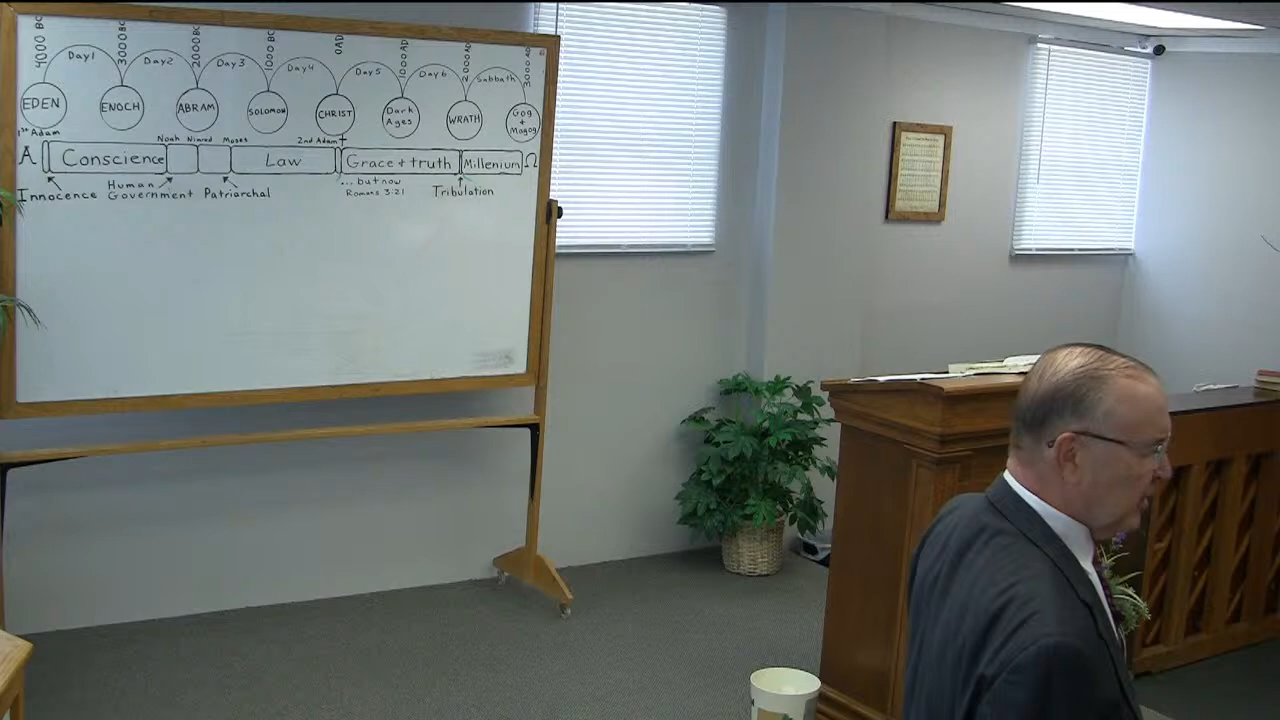 4000 BC 3000 BC 2000 BC 1000 BC 0 AD 1000 AD 2000 AD 3000 AD
Day 1 Day 2 Day 3 Day 4 Day 5 Day 6 Sabbath
EDEN ENOCH ABRAM SOLOMON CHRIST Dark Ages WRATH Gog + Magog
1st Adam Noah Nimrod Moses 2nd Adam
A Conscience Law Grace + truth Millenium Ω
Innocence Human Government Patriarchal ...but now Romans 3:21 Tribulation